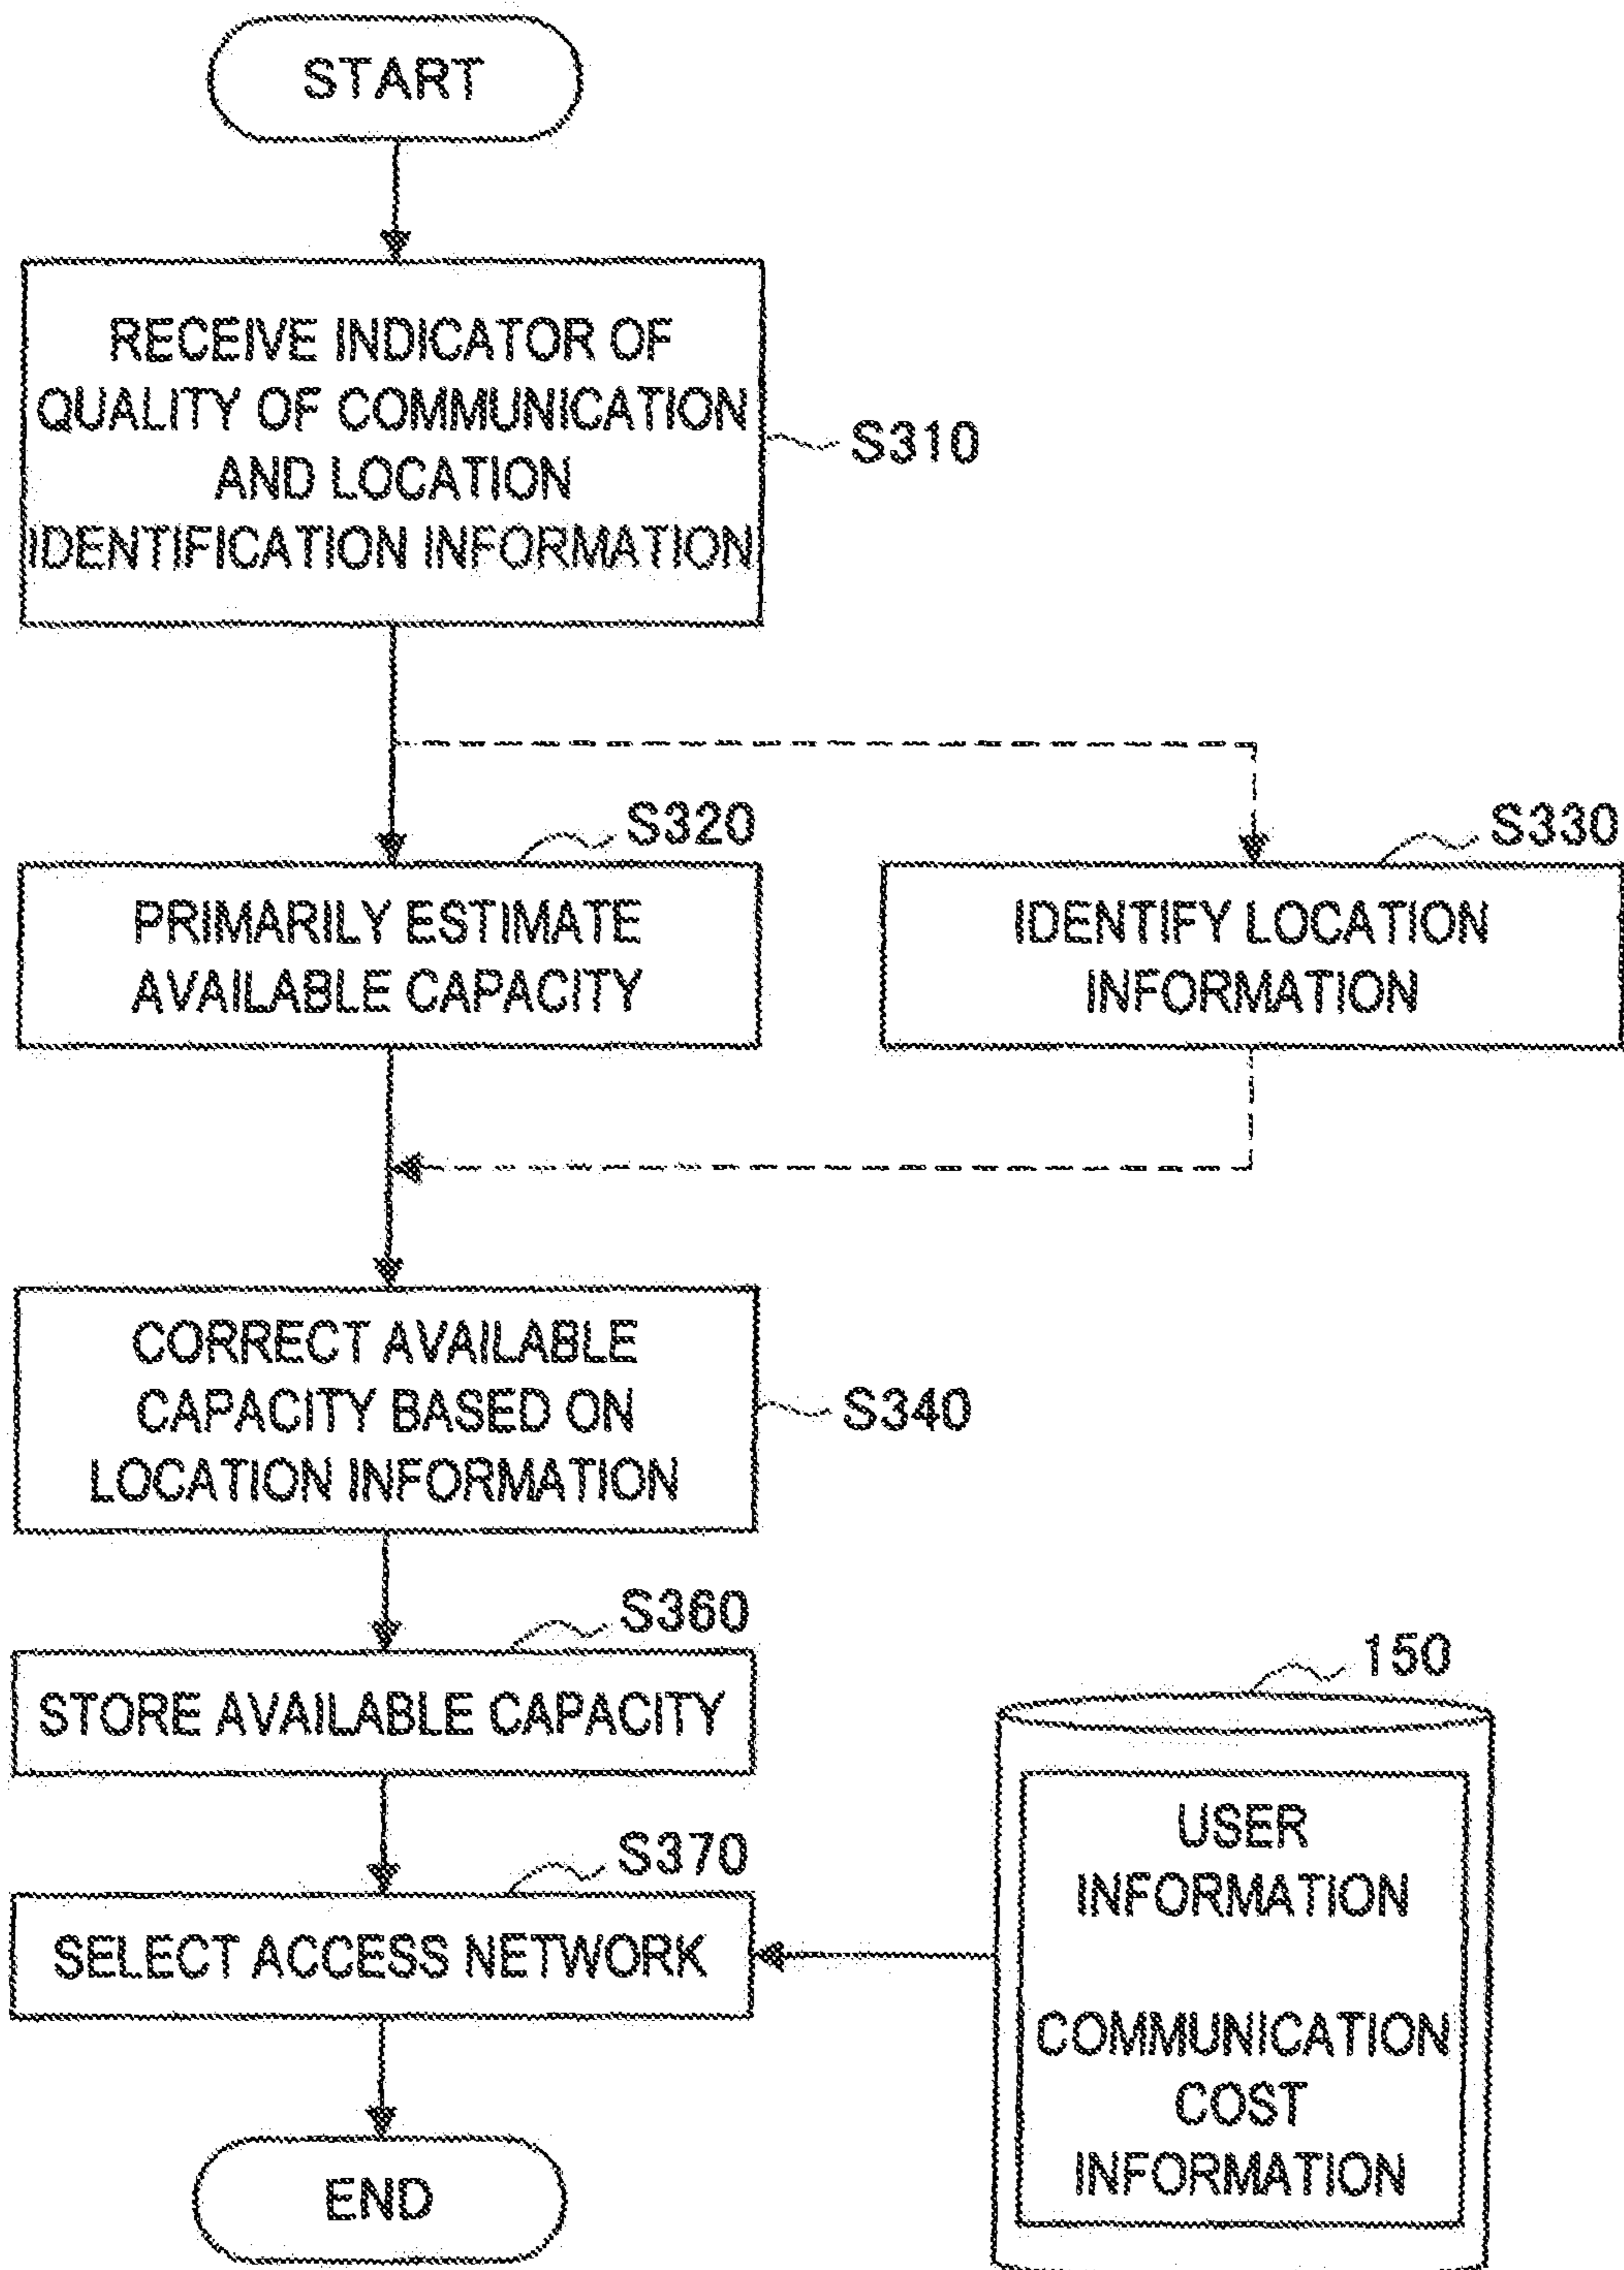 START
RECEIVE INDICATOR OF
QUALITY OF COMMUNICATION
AND LOCATION
IDENTIFICATION INFORMATION
S310
S320
PRIMARILY ESTIMATE
AVAILABLE CAPACITY
S330
IDENTIFY LOCATION
INFORMATION
CORRECT AVAILABLE
CAPACITY BASED ON
LOCATION INFORMATION
S340
S360
STORE AVAILABLE CAPACITY
S370
SELECT ACCESS NETWORK
150
USER
INFORMATION
COMMUNICATION
COST
INFORMATION
END